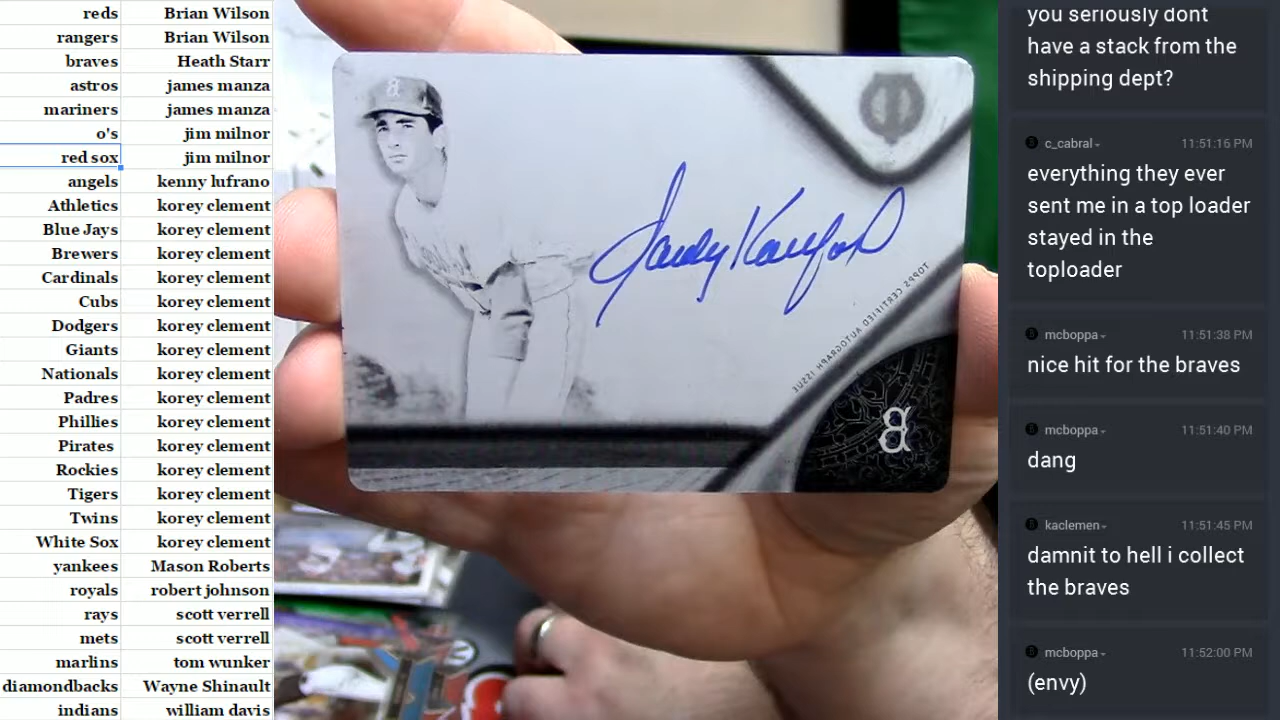 reds Brian Wilson
rangers Brian Wilson
braves Heath Starr
astros james manza
mariners james manza
o's jim milnor
red sox jim milnor
angels kenny lufrano
Athletics korey clement
Blue Jays korey clement
Brewers korey clement
Cardinals korey clement
Cubs korey clement
Dodgers korey clement
Giants korey clement
Nationals korey clement
Padres korey clement
Phillies korey clement
Pirates korey clement
Rockies korey clement
Tigers korey clement
Twins korey clement
White Sox korey clement
yankees Mason Roberts
royals robert johnson
rays scott verrell
mets scott verrell
marlins tom wunker
diamondbacks Wayne Shinault
indians william davis
B
Sandy Koufax
TOPPS CERTIFIED AUTOGRAPH ISSUE
B
you seriously dont
have a stack from the
shipping dept?
c_cabral 11:51:16 PM
everything they ever
sent me in a top loader
stayed in the
toploader
mcboppa 11:51:38 PM
nice hit for the braves
mcboppa 11:51:40 PM
dang
kaclemen 11:51:45 PM
damnit to hell i collect
the braves
mcboppa 11:52:00 PM
(envy)